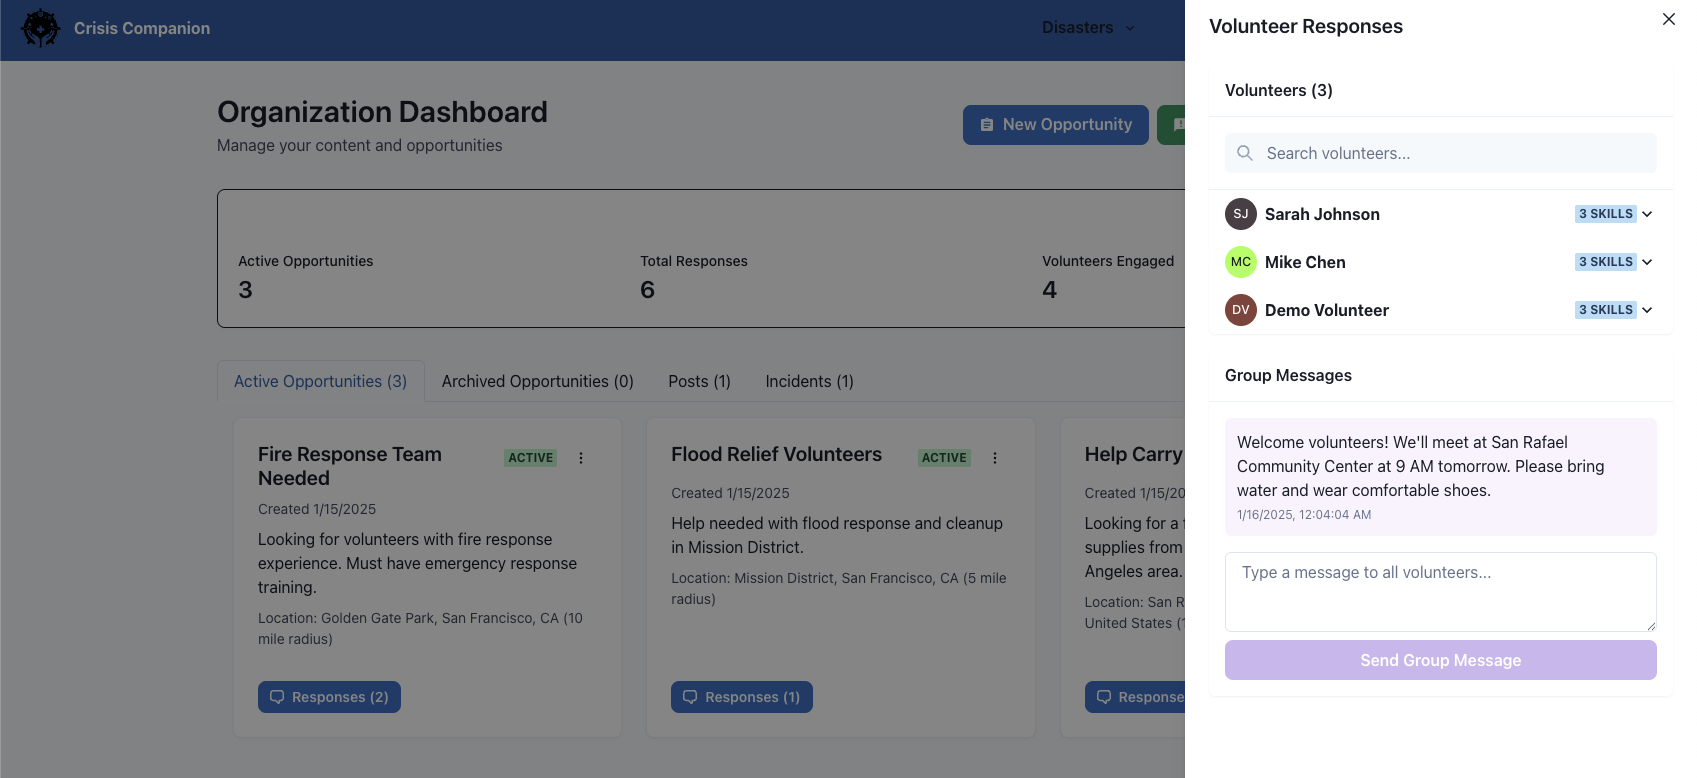 Crisis Companion
Disasters
Organization Dashboard
Manage your content and opportunities
New Opportunity
Active Opportunities
3
Total Responses
6
Volunteers Engaged
4
Active Opportunities (3)
Archived Opportunities (0)
Posts (1)
Incidents (1)
Fire Response Team
Needed
ACTIVE
Created 1/15/2025
Looking for volunteers with fire response
experience. Must have emergency response
training.
Location: Golden Gate Park, San Francisco, CA (10
mile radius)
Responses (2)
Flood Relief Volunteers
ACTIVE
Created 1/15/2025
Help needed with flood response and cleanup
in Mission District.
Location: Mission District, San Francisco, CA (5 mile
radius)
Responses (1)
Help Carry
Created 1/15/20
Looking for a
supplies from
Angeles area.
Location: San R
United States (1
Response
Volunteer Responses
Volunteers (3)
Search volunteers...
SJ
Sarah Johnson
3 SKILLS
MC
Mike Chen
3 SKILLS
DV
Demo Volunteer
3 SKILLS
Group Messages
Welcome volunteers! We'll meet at San Rafael
Community Center at 9 AM tomorrow. Please bring
water and wear comfortable shoes.
1/16/2025, 12:04:04 AM
Type a message to all volunteers...
Send Group Message